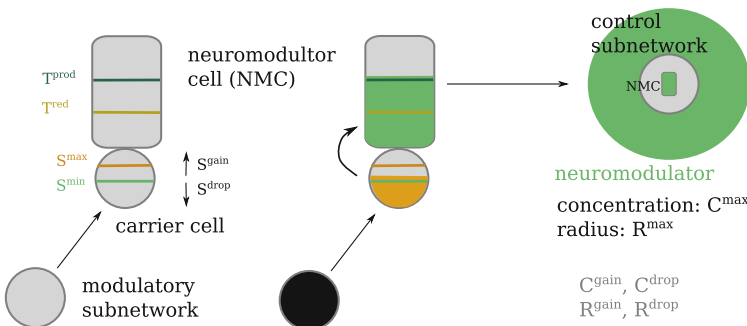 neuromodultor
cell (NMC)
T^prod
T^red
S^max
S^min
S^gain
S^drop
carrier cell
modulatory
subnetwork
control
subnetwork
NMC
neuromodulator
concentration: C^max
radius: R^max
C^gain, C^drop
R^gain, R^drop